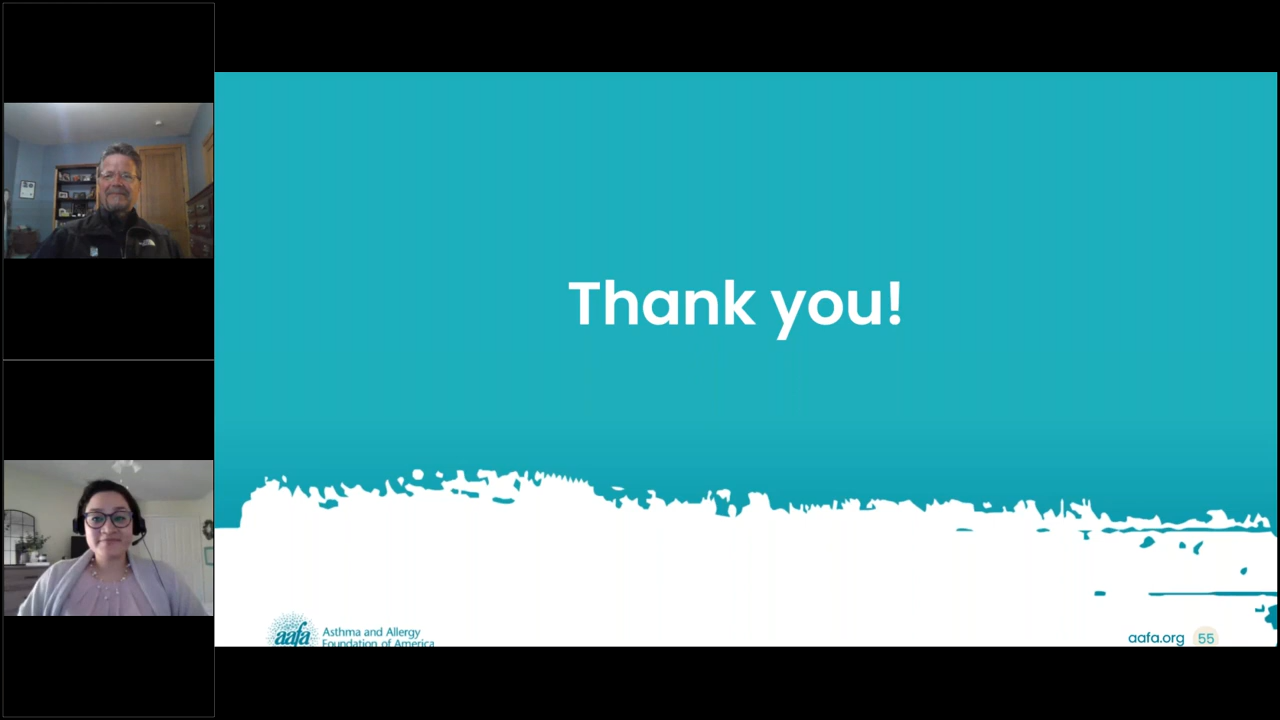 Thank you!
aafa
Asthma and Allergy
Foundation of America
aafa.org 55